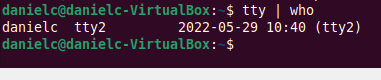 danielc@danielc-VirtualBox:~$ tty | who
danielc  tty2         2022-05-29 10:40 (tty2)
danielc@danielc-VirtualBox:~$